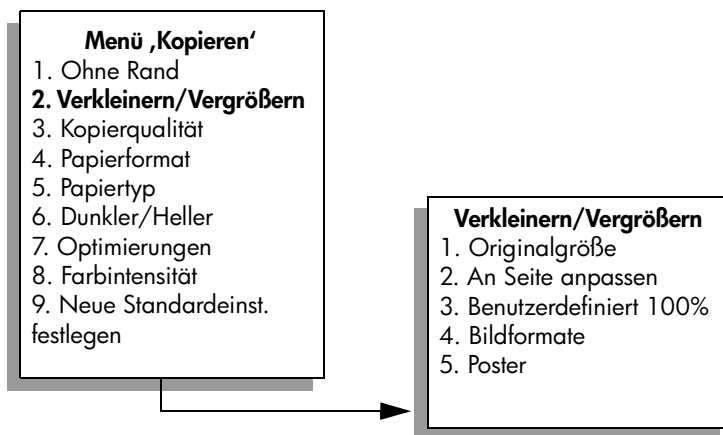 Menü ‚Kopieren‘
1. Ohne Rand
2. Verkleinern/Vergrößern
3. Kopierqualität
4. Papierformat
5. Papiertyp
6. Dunkler/Heller
7. Optimierungen
8. Farbintensität
9. Neue Standardeinst.
festlegen
Verkleinern/Vergrößern
1. Originalgröße
2. An Seite anpassen
3. Benutzerdefiniert 100%
4. Bildformate
5. Poster